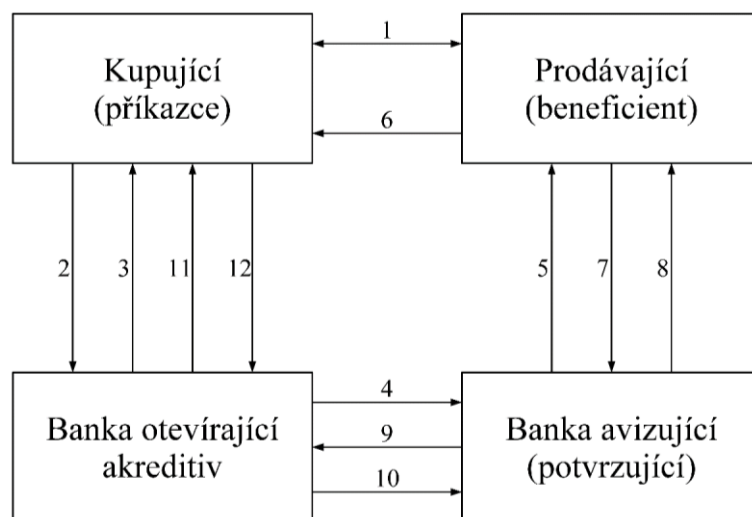 1
Kupující
(příkazce)
Prodávající
(beneficient)
6
2
3
11
12
5
7
8
4
Banka otevírající
akreditiv
9
Banka avizující
(potvrzující)
10